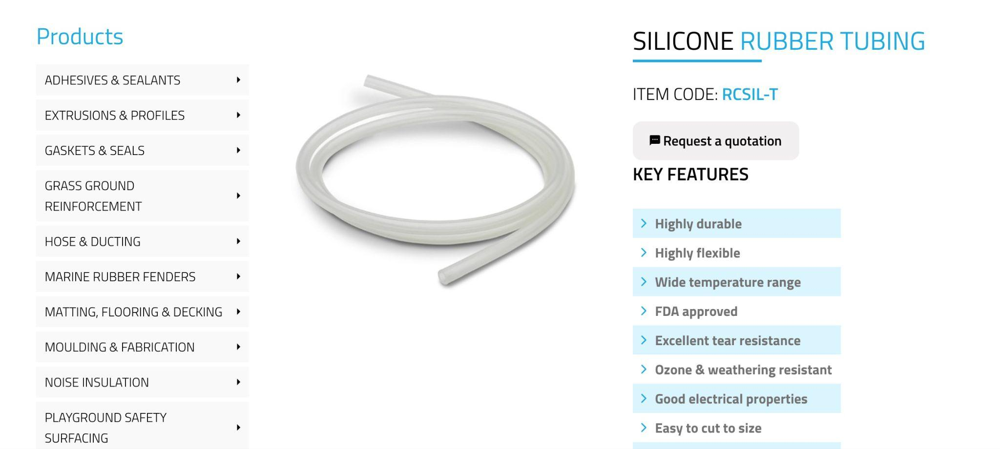 Products
ADHESIVES & SEALANTS
EXTRUSIONS & PROFILES
GASKETS & SEALS
GRASS GROUND
REINFORCEMENT
HOSE & DUCTING
MARINE RUBBER FENDERS
MATTING, FLOORING & DECKING
MOULDING & FABRICATION
NOISE INSULATION
PLAYGROUND SAFETY
SURFACING
SILICONE RUBBER TUBING
ITEM CODE: RCSIL-T
Request a quotation
KEY FEATURES
Highly durable
Highly flexible
Wide temperature range
FDA approved
Excellent tear resistance
Ozone & weathering resistant
Good electrical properties
Easy to cut to size